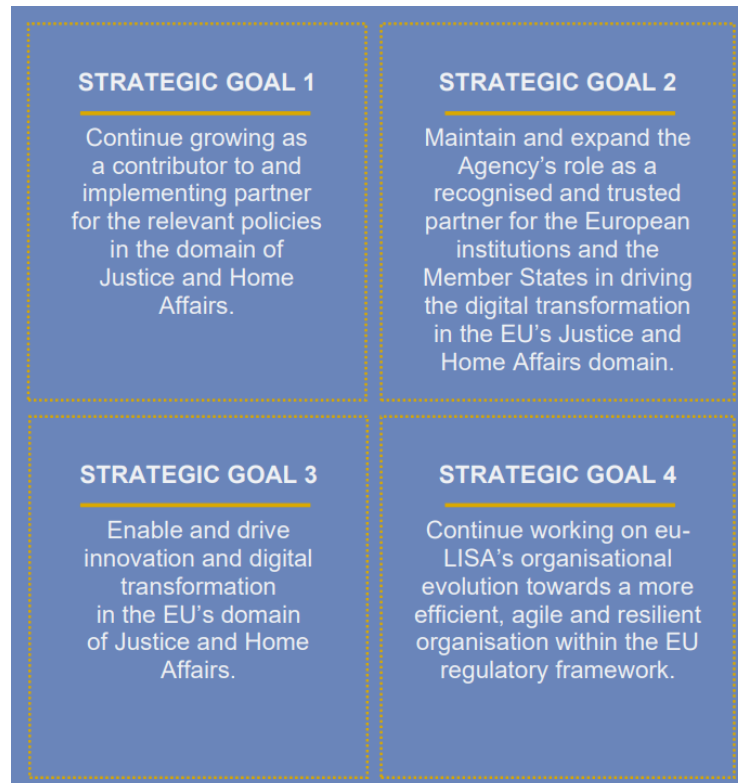 STRATEGIC GOAL 1
Continue growing as
a contributor to and
implementing partner
for the relevant policies
in the domain of
Justice and Home
Affairs.
STRATEGIC GOAL 2
Maintain and expand the
Agency's role as a
recognised and trusted
partner for the European
institutions and the
Member States in driving
the digital transformation
in the EU's Justice and
Home Affairs domain.
STRATEGIC GOAL 3
Enable and drive
innovation and digital
transformation
in the EU's domain
of Justice and Home
Affairs.
STRATEGIC GOAL 4
Continue working on eu-
LISA's organisational
evolution towards a more
efficient, agile and resilient
organisation within the EU
regulatory framework.